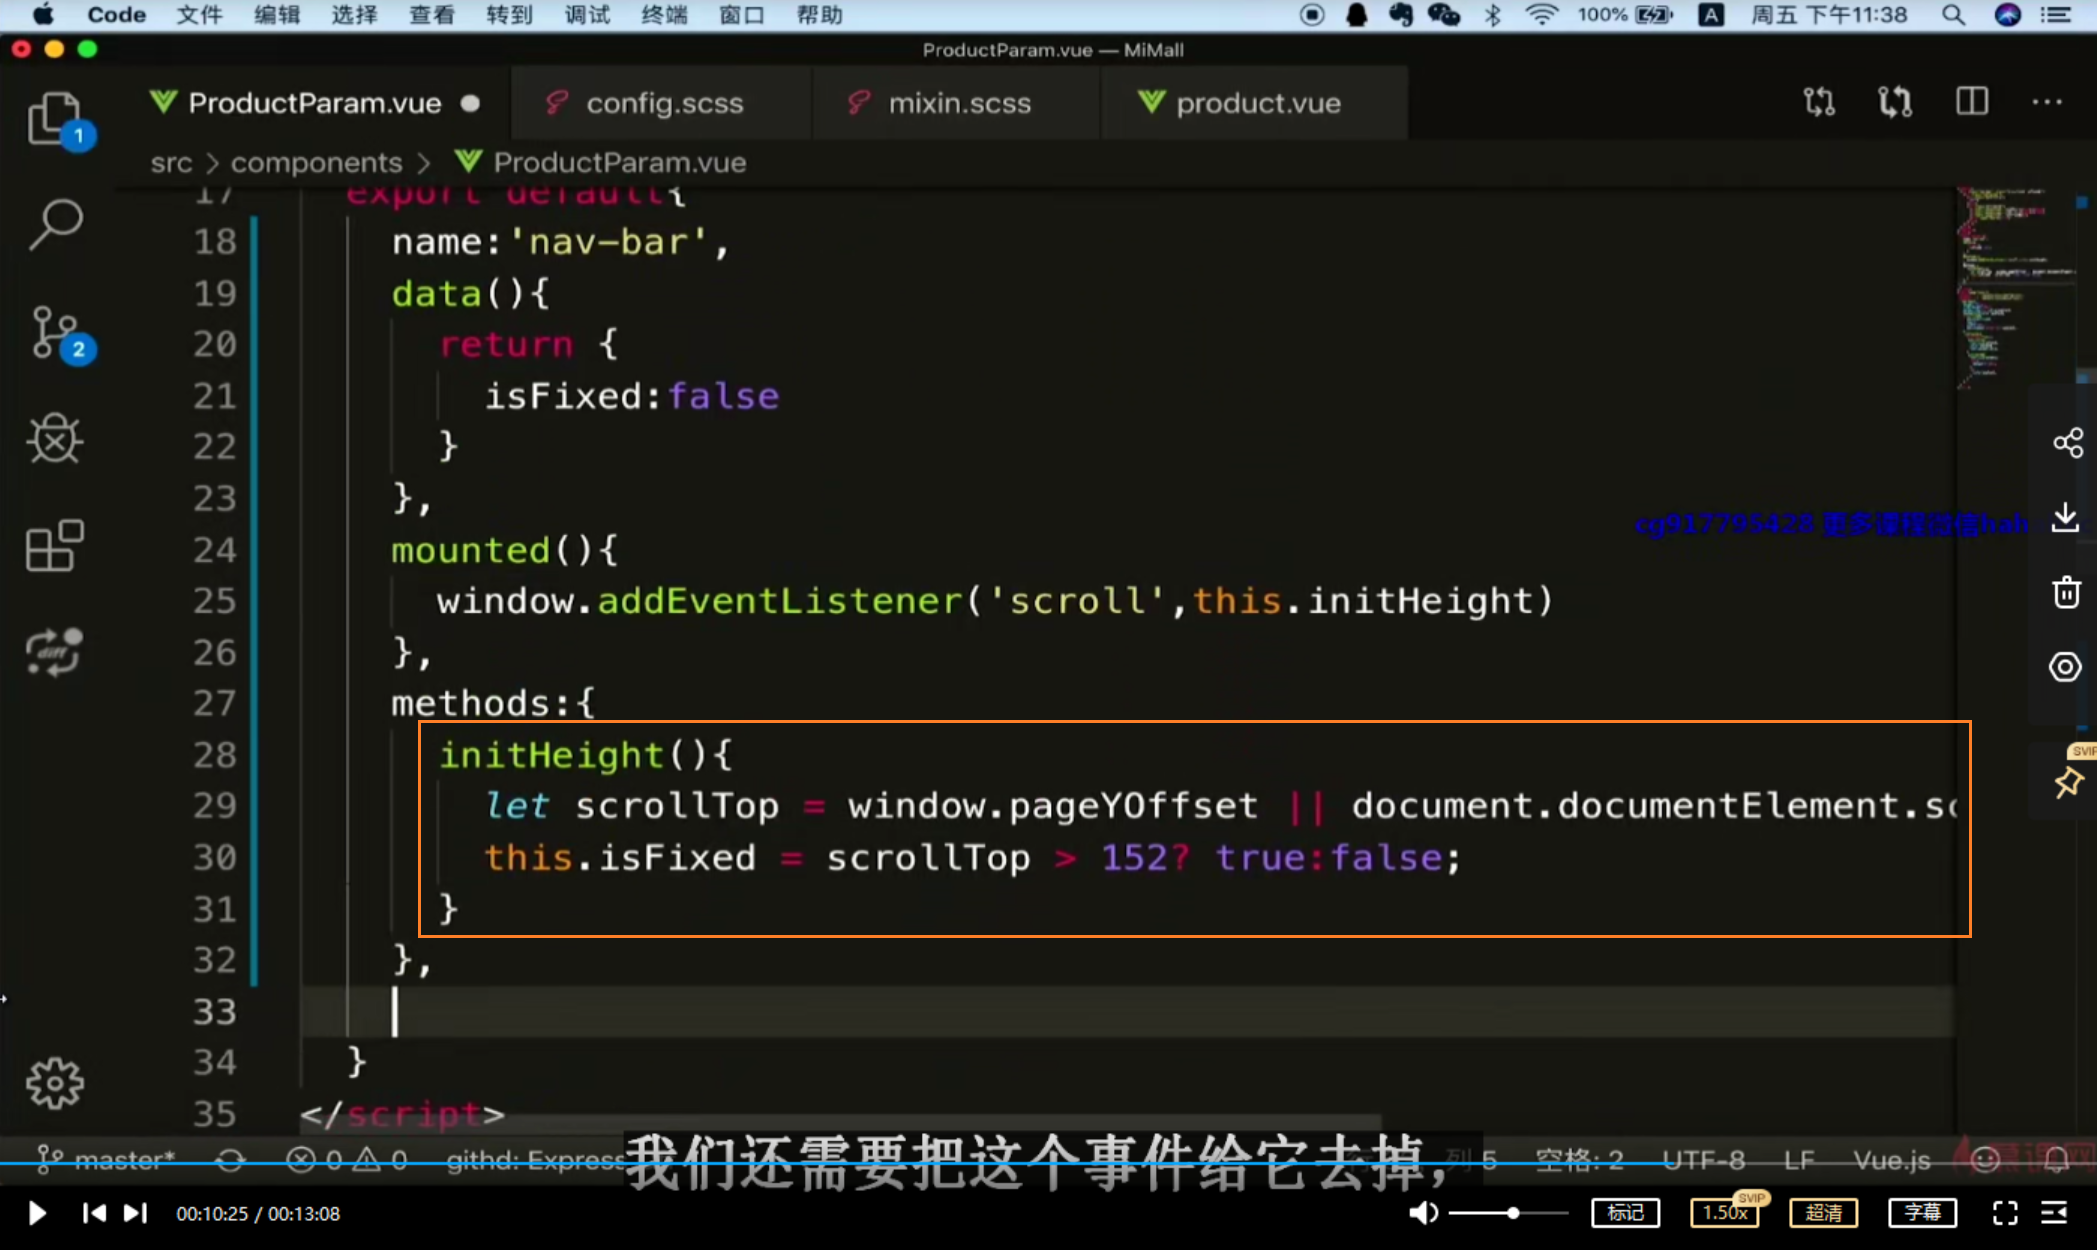 Code 文件 编辑 选择 查看 转到 调试 终端 窗口 帮助 100% A 周五 下午11:38
ProductParam.vue — MiMall
ProductParam.vue config.scss mixin.scss product.vue
1
src > components > ProductParam.vue
17 export default{
18 name:'nav-bar',
19 data(){
20 return {
2
21 isFixed:false
22 }
23 },
cg917795428 更多课程微信hah
24 mounted(){
25 window.addEventListener('scroll',this.initHeight)
26 },
diff
27 methods:{
28 initHeight(){
SVIP
29 let scrollTop = window.pageYOffset || document.documentElement.sc
30 this.isFixed = scrollTop > 152? true:false;
31 }
32 },
33
34 }
35 </script>
master* 0 0 githd: Express 列 5 空格: 2 UTF-8 LF Vue.js
我们还需要把这个事件给它去掉,
00:10:25 / 00:13:08 标记 1.50x SVIP 超清 字幕